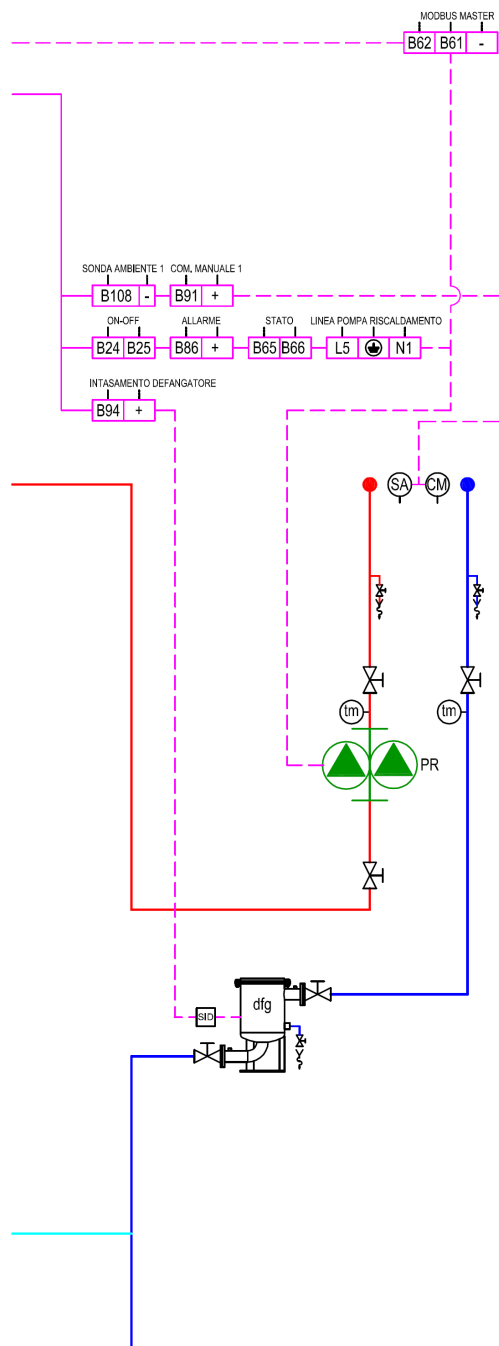 MODBUS MASTER
B62 B61 -
SONDA AMBIENTE 1 COM. MANUALE 1
B108 - B91 +
ON-OFF ALLARME STATO LINEA POMPA RISCALDAMENTO
B24 B25 B86 + B65 B66 L5 N1
INTASAMENTO DEFANGATORE
B94 +
SA CM
tm tm
PR
dfg
SID